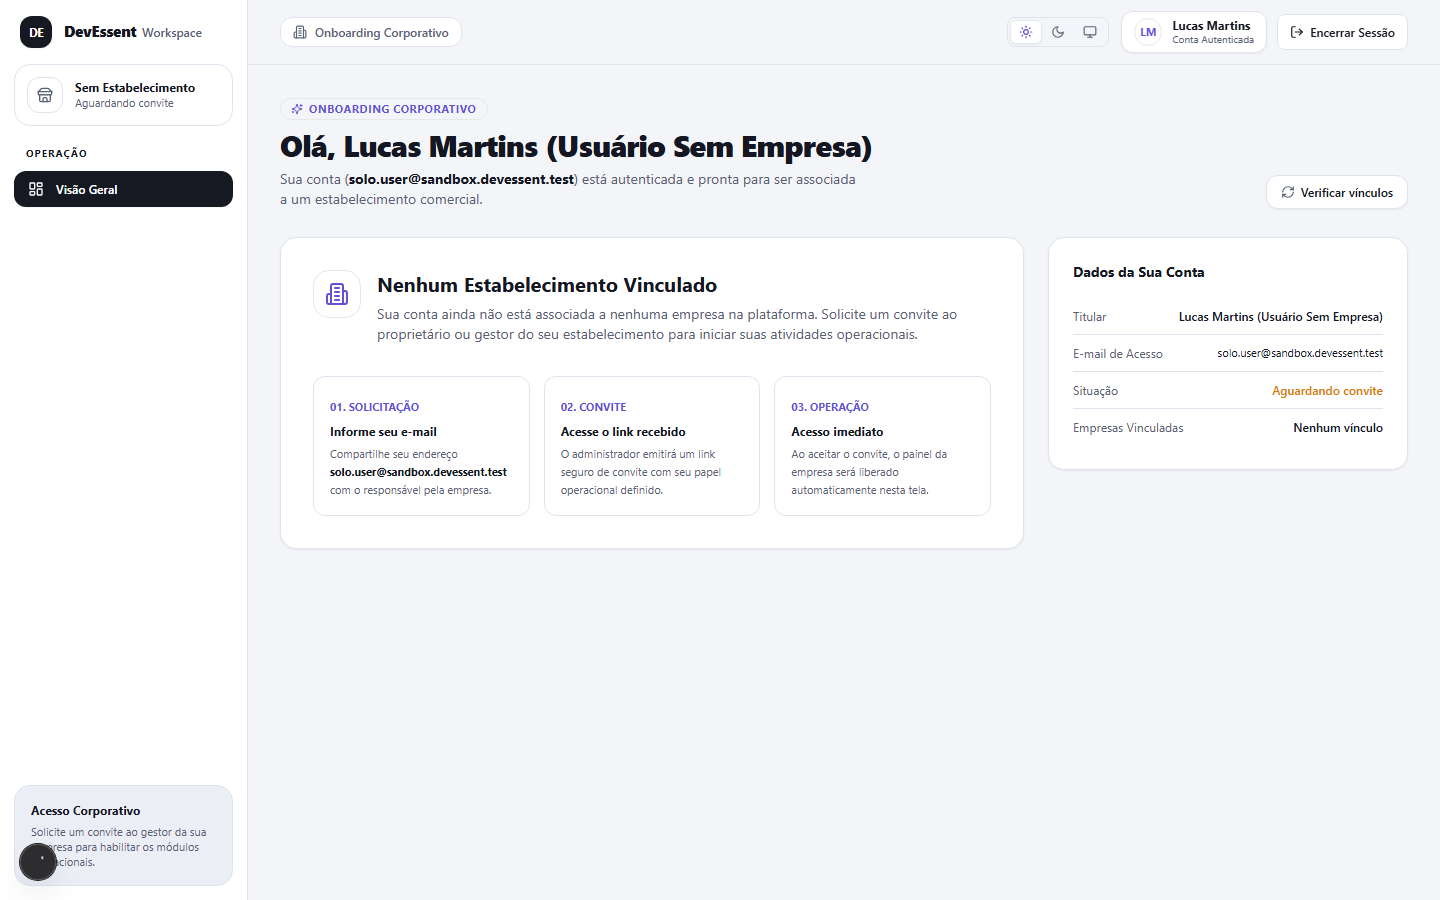 DE DevEssent Workspace
Sem Estabelecimento
Aguardando convite
OPERAÇÃO
Visão Geral
Acesso Corporativo
Solicite um convite ao gestor da sua
para habilitar os módulos
Onboarding Corporativo
LM Lucas Martins
Conta Autenticada
Encerrar Sessão
ONBOARDING CORPORATIVO
Olá, Lucas Martins (Usuário Sem Empresa)
Sua conta (solo.user@sandbox.devessent.test) está autenticada e pronta para ser associada
a um estabelecimento comercial.
Verificar vínculos
Nenhum Estabelecimento Vinculado
Sua conta ainda não está associada a nenhuma empresa na plataforma. Solicite um convite ao
proprietário ou gestor do seu estabelecimento para iniciar suas atividades operacionais.
01. SOLICITAÇÃO
Informe seu e-mail
Compartilhe seu endereço
solo.user@sandbox.devessent.test
com o responsável pela empresa.
02. CONVITE
Acesse o link recebido
O administrador emitirá um link
seguro de convite com seu papel
operacional definido.
03. OPERAÇÃO
Acesso imediato
Ao aceitar o convite, o painel da
empresa será liberado
automaticamente nesta tela.
Dados da Sua Conta
Titular Lucas Martins (Usuário Sem Empresa)
E-mail de Acesso solo.user@sandbox.devessent.test
Situação Aguardando convite
Empresas Vinculadas Nenhum vínculo